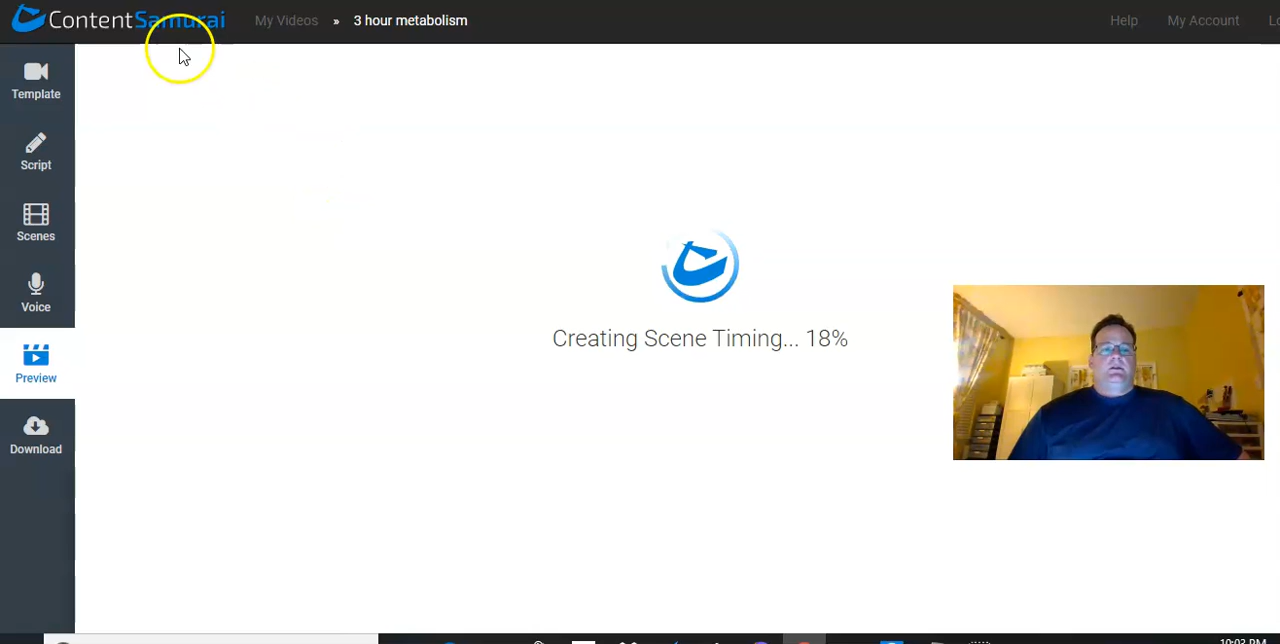 ContentSamurai My Videos » 3 hour metabolism Help My Account
Template
Script
Scenes
Voice
Preview
Download
Creating Scene Timing... 18%